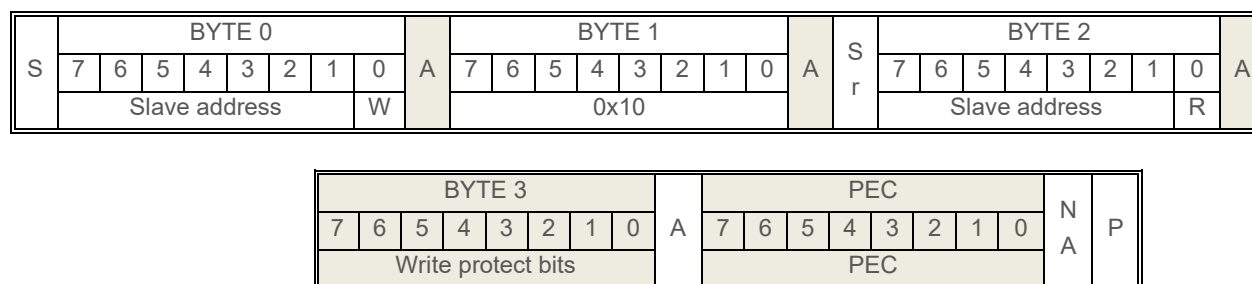 S BYTE 0 A BYTE 1 A Sr BYTE 2 A
7 6 5 4 3 2 1 0 7 6 5 4 3 2 1 0 7 6 5 4 3 2 1 0
Slave address W 0x10 Slave address R
BYTE 3 A PEC NA P
7 6 5 4 3 2 1 0 7 6 5 4 3 2 1 0
Write protect bits PEC